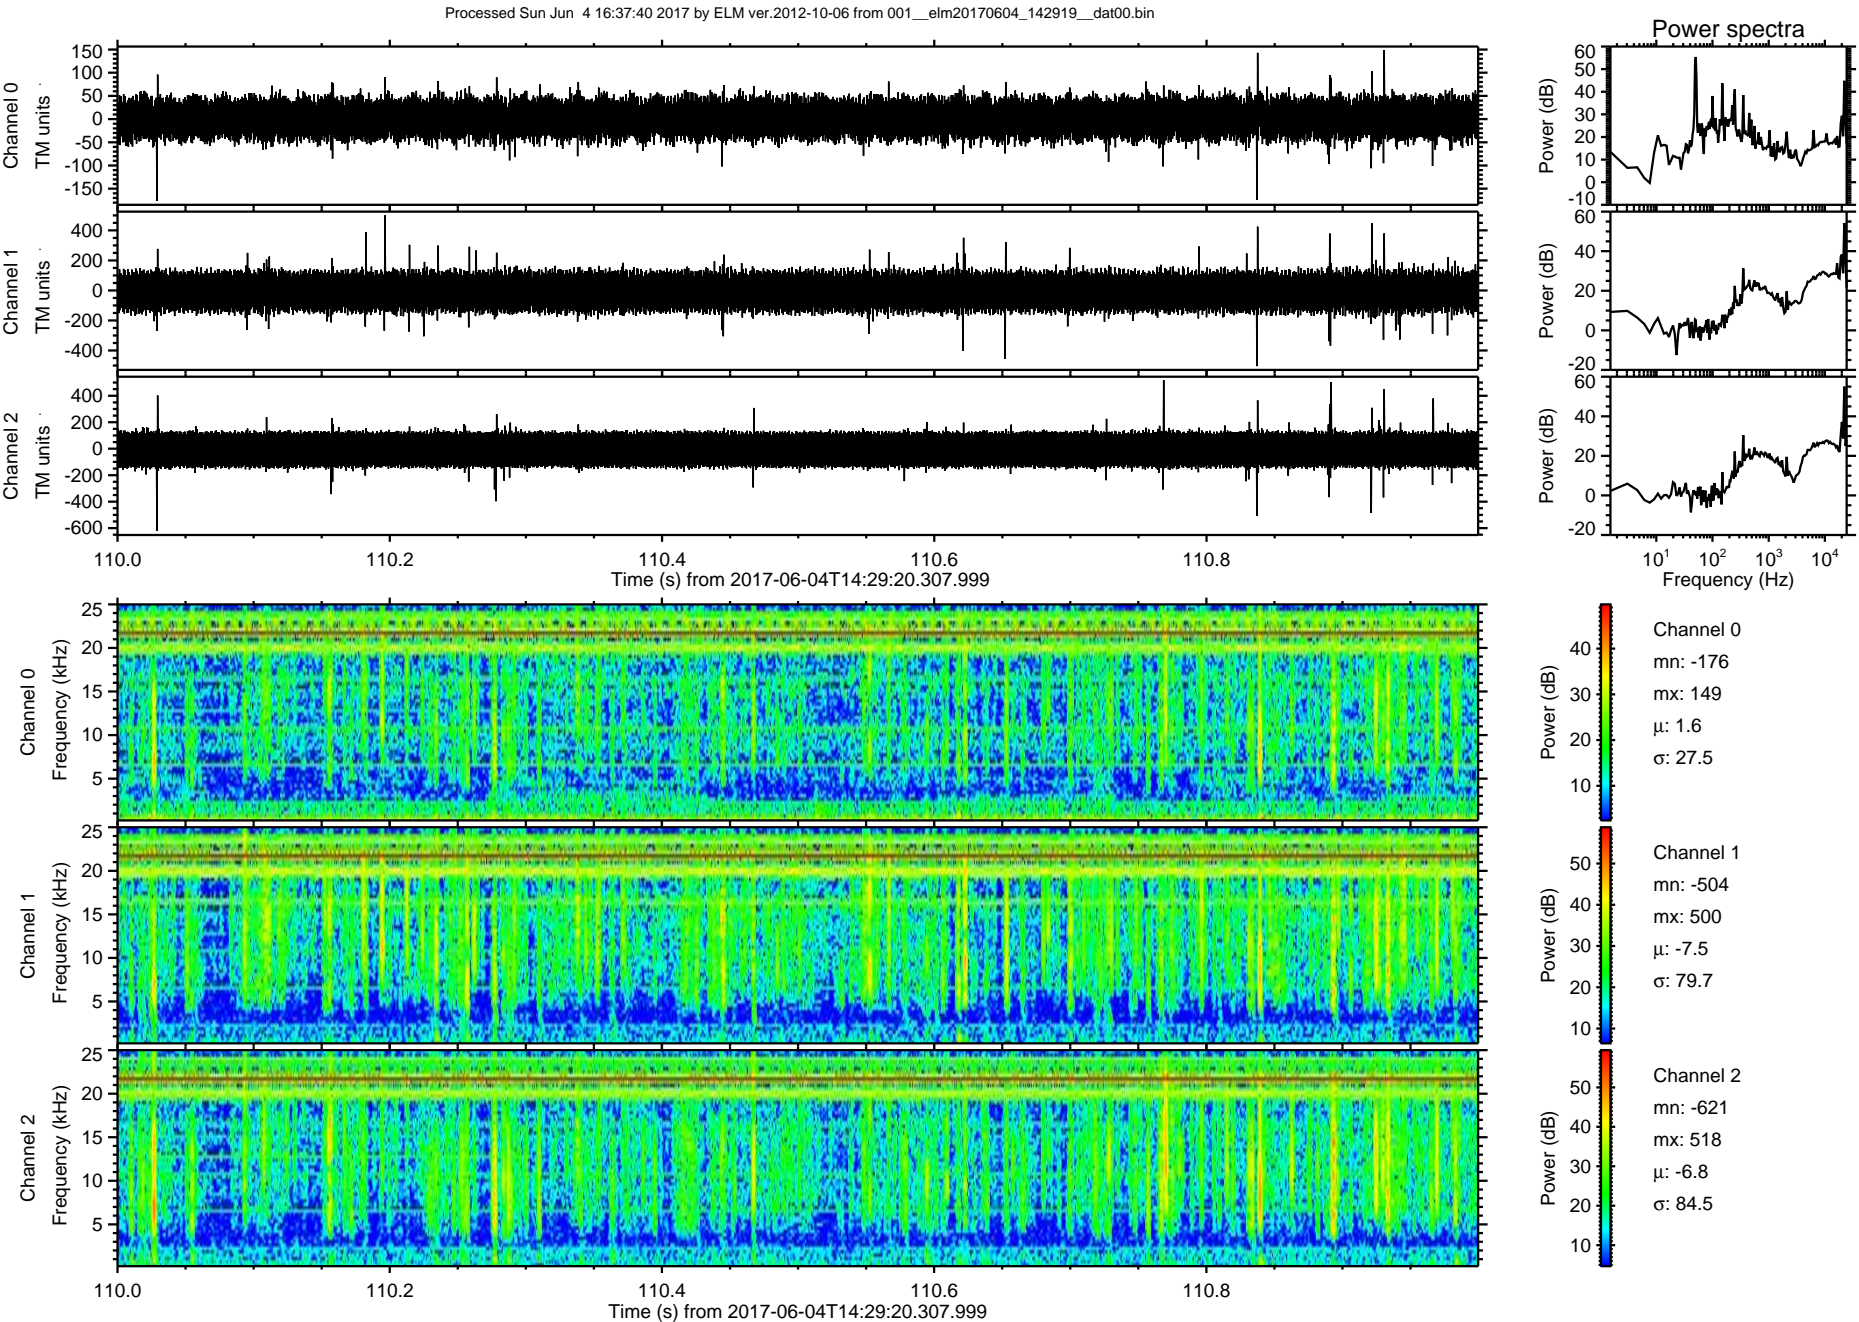 Processed Sun Jun  4 16:37:40 2017 by ELM ver.2012-10-06 from 001__elm20170604_142919__dat00.bin
Power spectra
Channel 0
TM units
150
100
50
0
-50
-100
-150
Power (dB)
60
50
40
30
20
10
0
-10
Channel 1
TM units
400
200
0
-200
-400
Power (dB)
60
40
20
0
-20
Channel 2
TM units
400
200
0
-200
-400
-600
Power (dB)
60
40
20
0
-20
110.0 110.2 110.4 110.6 110.8
Time (s) from 2017-06-04T14:29:20.307.999
10¹ 10² 10³ 10⁴
Frequency (Hz)
Channel 0
Frequency (kHz)
25
20
15
10
5
Power (dB)
40
30
20
10
Channel 0
mn: -176
mx: 149
μ: 1.6
σ: 27.5
Channel 1
Frequency (kHz)
25
20
15
10
5
Power (dB)
50
40
30
20
10
Channel 1
mn: -504
mx: 500
μ: -7.5
σ: 79.7
Channel 2
Frequency (kHz)
25
20
15
10
5
Power (dB)
50
40
30
20
10
Channel 2
mn: -621
mx: 518
μ: -6.8
σ: 84.5
110.0 110.2 110.4 110.6 110.8
Time (s) from 2017-06-04T14:29:20.307.999